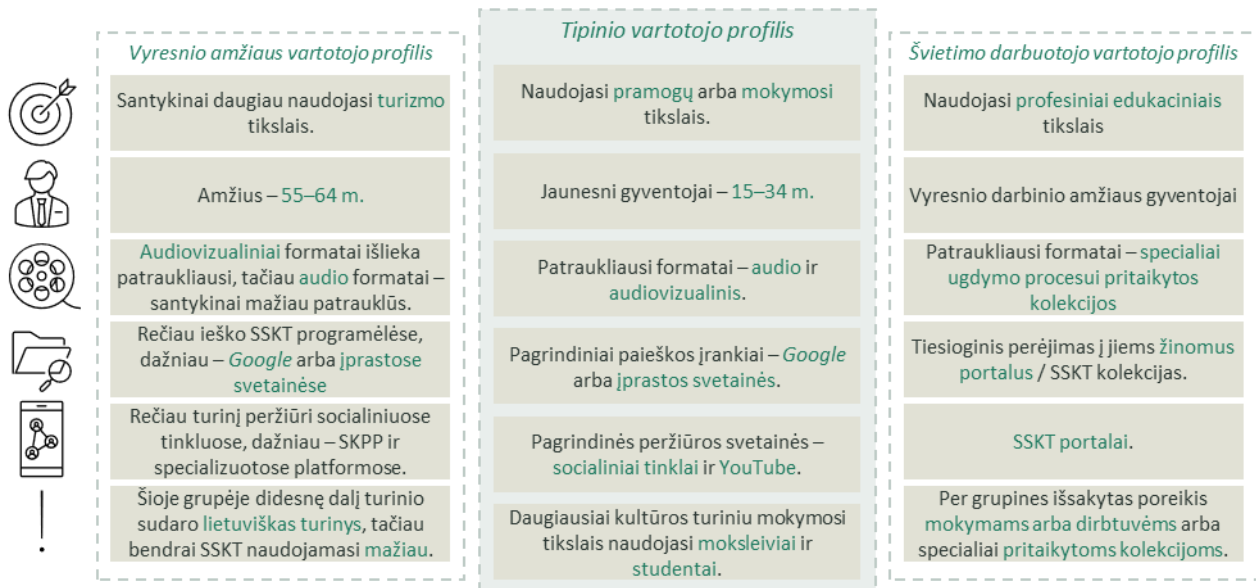 Vyresnio amžiaus vartotojo profilis
Santykinai daugiau naudojasi turizmo
tikslais.
Amžius – 55–64 m.
Audiovizualiniai formatai išlieka
patraukliausi, tačiau audio formatai –
santykinai mažiau patrauklūs.
Rečiau ieško SSKT programėlėse,
dažniau – Google arba įprastose
svetainėse
Rečiau turinį peržiūri socialiniuose
tinkluose, dažniau – SKPP ir
specializuotose platformose.
Šioje grupėje didesnę dalį turinio
sudaro lietuviškas turinys, tačiau
bendrai SSKT naudojamasi mažiau.
Tipinio vartotojo profilis
Naudojasi pramogų arba mokymosi
tikslais.
Jaunesni gyventojai – 15–34 m.
Patraukliausi formatai – audio ir
audiovizualinis.
Pagrindiniai paieškos įrankiai – Google
arba įprastos svetainės.
Pagrindinės peržiūros svetainės –
socialiniai tinklai ir YouTube.
Daugiausiai kultūros turiniu mokymosi
tikslais naudojasi moksleiviai ir
studentai.
Švietimo darbuotojo vartotojo profilis
Naudojasi profesiniai edukaciniais
tikslais
Vyresnio darbinio amžiaus gyventojai
Patraukliausi formatai – specialiai
ugdymo procesui pritaikytos
kolekcijos
Tiesioginis perėjimas į jiems žinomus
portalus / SSKT kolekcijas.
SSKT portalai.
Per grupines išsakytas poreikis
mokymams arba dirbtuvėms arba
specialiai pritaikytoms kolekcijoms.